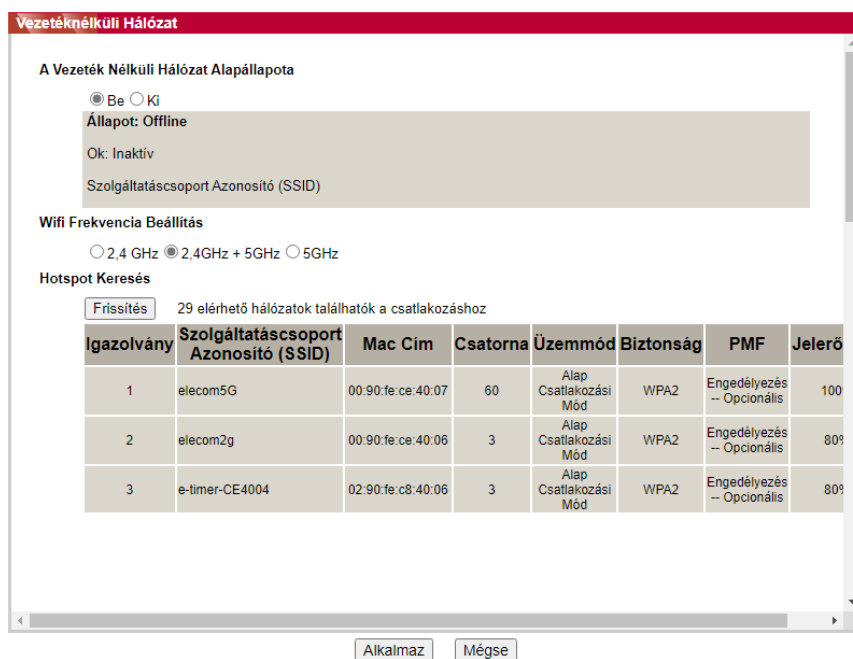 Vezetéknélküli Hálózat
A Vezeték Nélküli Hálózat Alapállapota
Be Ki
Állapot: Offline
Ok: Inaktív
Szolgáltatáscsoport Azonosító (SSID)
Wifi Frekvencia Beállítás
2,4 GHz 2,4GHz + 5GHz 5GHz
Hotspot Keresés
Frissítés 29 elérhető hálózatok találhatók a csatlakozáshoz
Igazolvány Szolgáltatáscsoport Azonosító (SSID) Mac Cím Csatorna Üzemmód Biztonság PMF Jelerő
1 elecom5G 00:90:fe:ce:40:07 60 Alap Csatlakozási Mód WPA2 Engedélyezés -- Opcionális 100
2 elecom2g 00:90:fe:ce:40:06 3 Alap Csatlakozási Mód WPA2 Engedélyezés -- Opcionális 80%
3 e-timer-CE4004 02:90:fe:c8:40:06 3 Alap Csatlakozási Mód WPA2 Engedélyezés -- Opcionális 80%
Alkalmaz Mégse